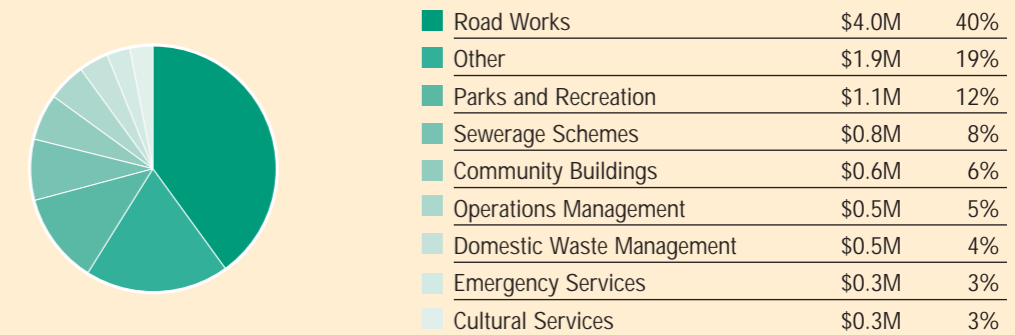 Road Works $4.0M 40%
Other $1.9M 19%
Parks and Recreation $1.1M 12%
Sewerage Schemes $0.8M 8%
Community Buildings $0.6M 6%
Operations Management $0.5M 5%
Domestic Waste Management $0.5M 4%
Emergency Services $0.3M 3%
Cultural Services $0.3M 3%